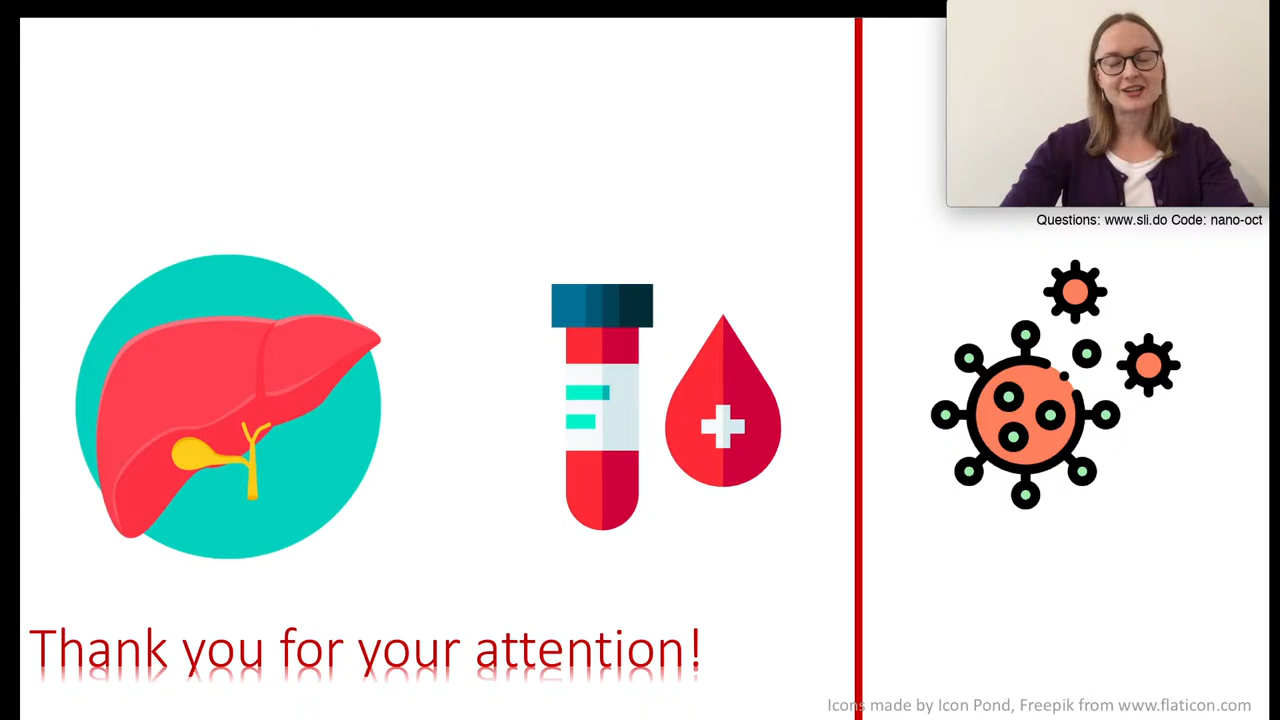 Questions: www.sli.do Code: nano-oct
Thank you for your attention!
Icons made by Icon Pond, Freepik from www.flaticon.com